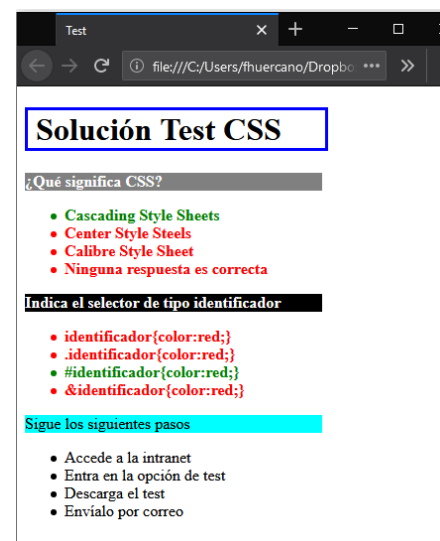 Test
file:///C:/Users/fhuercano/Dropbo
Solución Test CSS
¿Qué significa CSS?
Cascading Style Sheets
Center Style Steels
Calibre Style Sheet
Ninguna respuesta es correcta
Indica el selector de tipo identificador
identificador{color:red;}
.identificador{color:red;}
#identificador{color:red;}
&identificador{color:red;}
Sigue los siguientes pasos
Accede a la intranet
Entra en la opción de test
Descarga el test
Envíalo por correo